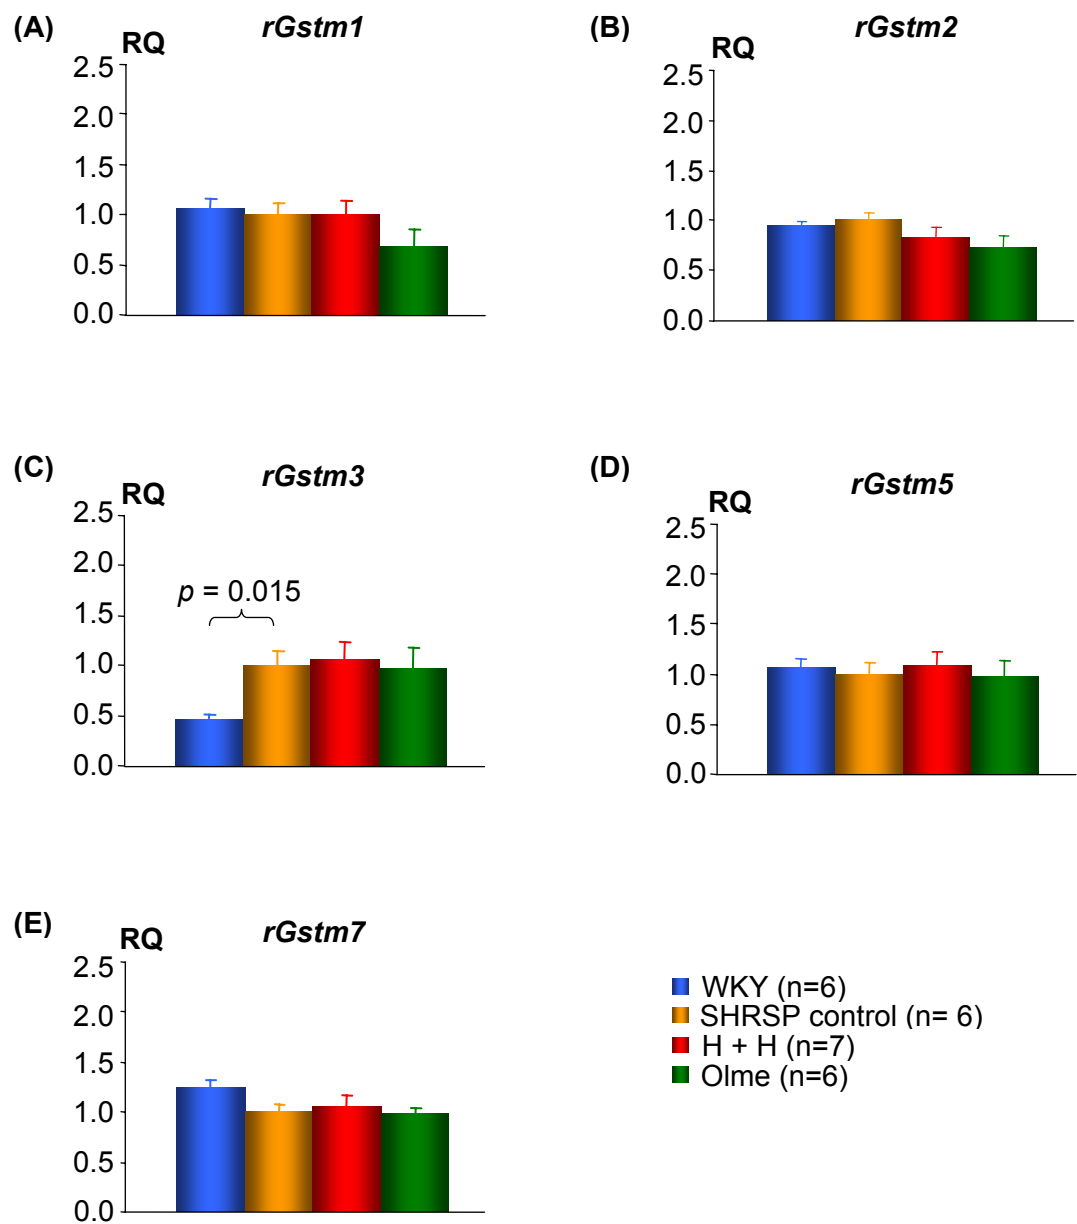 (A)
rGstm1
RQ
2.5
2.0
1.5
1.0
0.5
0.0
(B)
rGstm2
RQ
2.5
2.0
1.5
1.0
0.5
0.0
(C)
rGstm3
RQ
2.5
2.0
1.5
1.0
0.5
0.0
p = 0.015
(D)
rGstm5
RQ
2.5
2.0
1.5
1.0
0.5
0.0
(E)
rGstm7
RQ
2.5
2.0
1.5
1.0
0.5
0.0
WKY (n=6)
SHRSP control (n= 6)
H + H (n=7)
Olme (n=6)